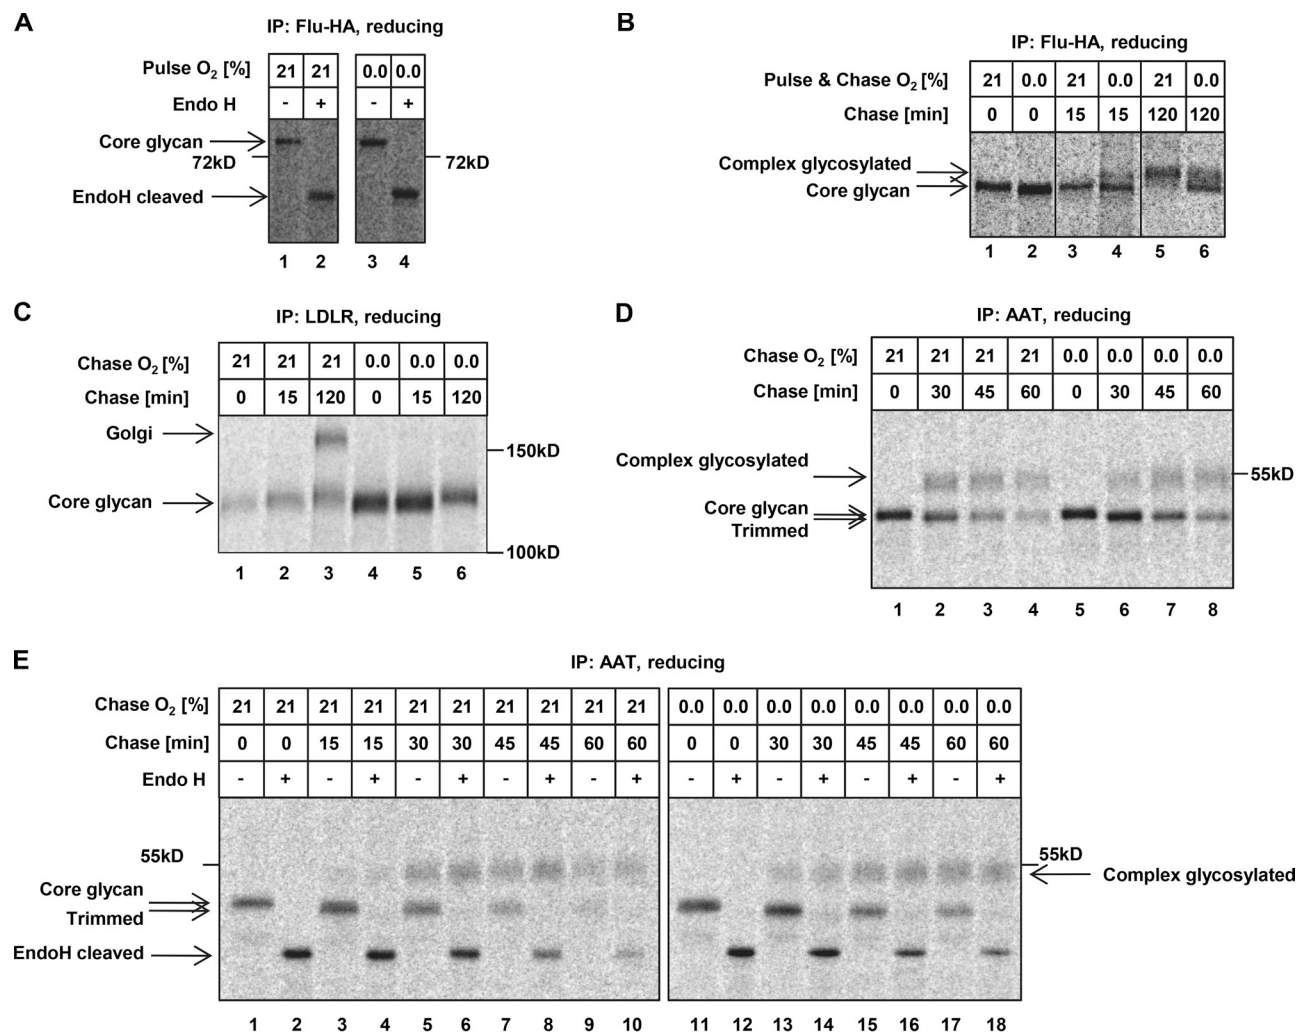 A
IP: Flu-HA, reducing
Pulse O2 [%] 21 21 0.0 0.0
Endo H - + - +
Core glycan
72kD 72kD
EndoH cleaved
1 2 3 4
B
IP: Flu-HA, reducing
Pulse & Chase O2 [%] 21 0.0 21 0.0 21 0.0
Chase [min] 0 0 15 15 120 120
Complex glycosylated
Core glycan
1 2 3 4 5 6
C
IP: LDLR, reducing
Chase O2 [%] 21 21 21 0.0 0.0 0.0
Chase [min] 0 15 120 0 15 120
Golgi
150kD
Core glycan
100kD
1 2 3 4 5 6
D
IP: AAT, reducing
Chase O2 [%] 21 21 21 21 0.0 0.0 0.0 0.0
Chase [min] 0 30 45 60 0 30 45 60
Complex glycosylated
55kD
Core glycan
Trimmed
1 2 3 4 5 6 7 8
E
IP: AAT, reducing
Chase O2 [%] 21 21 21 21 21 21 21 21 21 21 0.0 0.0 0.0 0.0 0.0 0.0 0.0 0.0
Chase [min] 0 0 15 15 30 30 45 45 60 60 0 0 30 30 45 45 60 60
Endo H - + - + - + - + - + - + - + - + - +
55kD 55kD
Complex glycosylated
Core glycan
Trimmed
EndoH cleaved
1 2 3 4 5 6 7 8 9 10 11 12 13 14 15 16 17 18